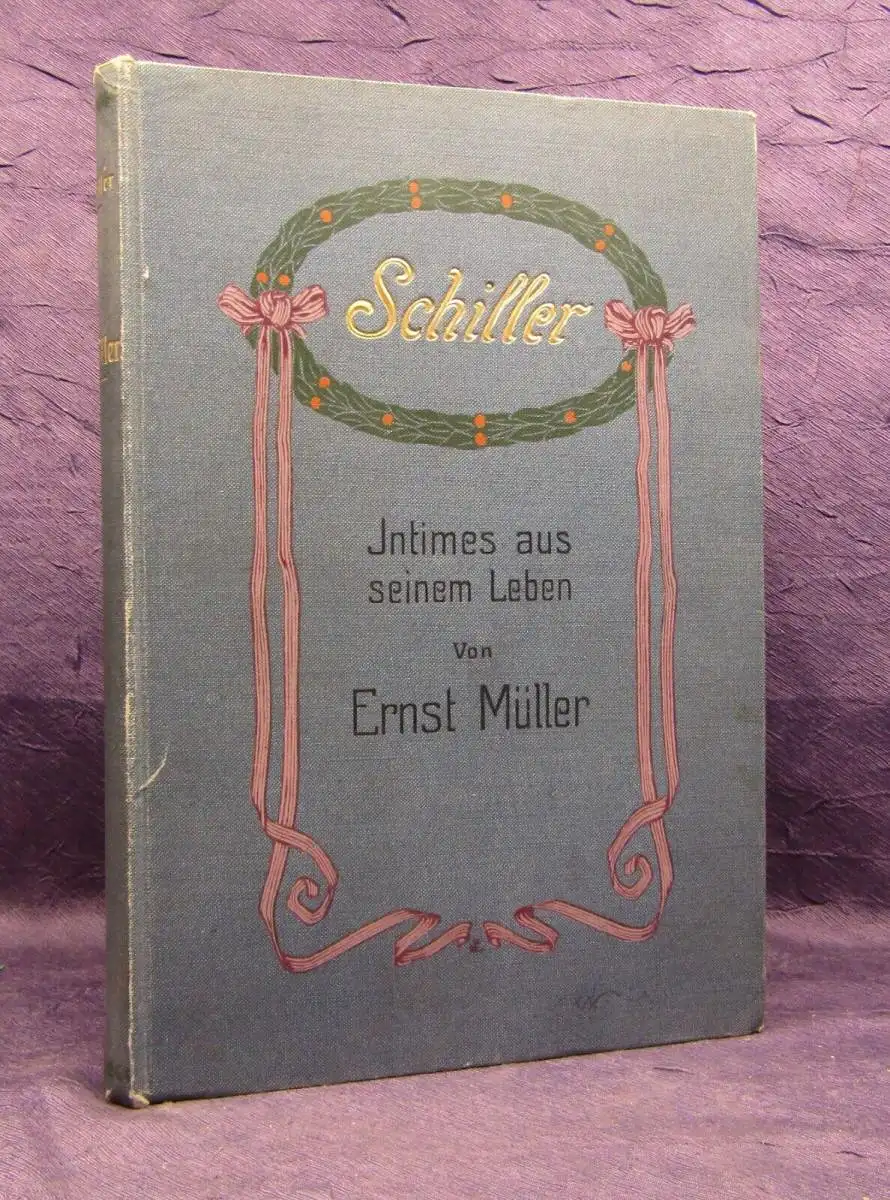 Schiller
Jntimes aus
seinem Leben
Von
Ernst Müller